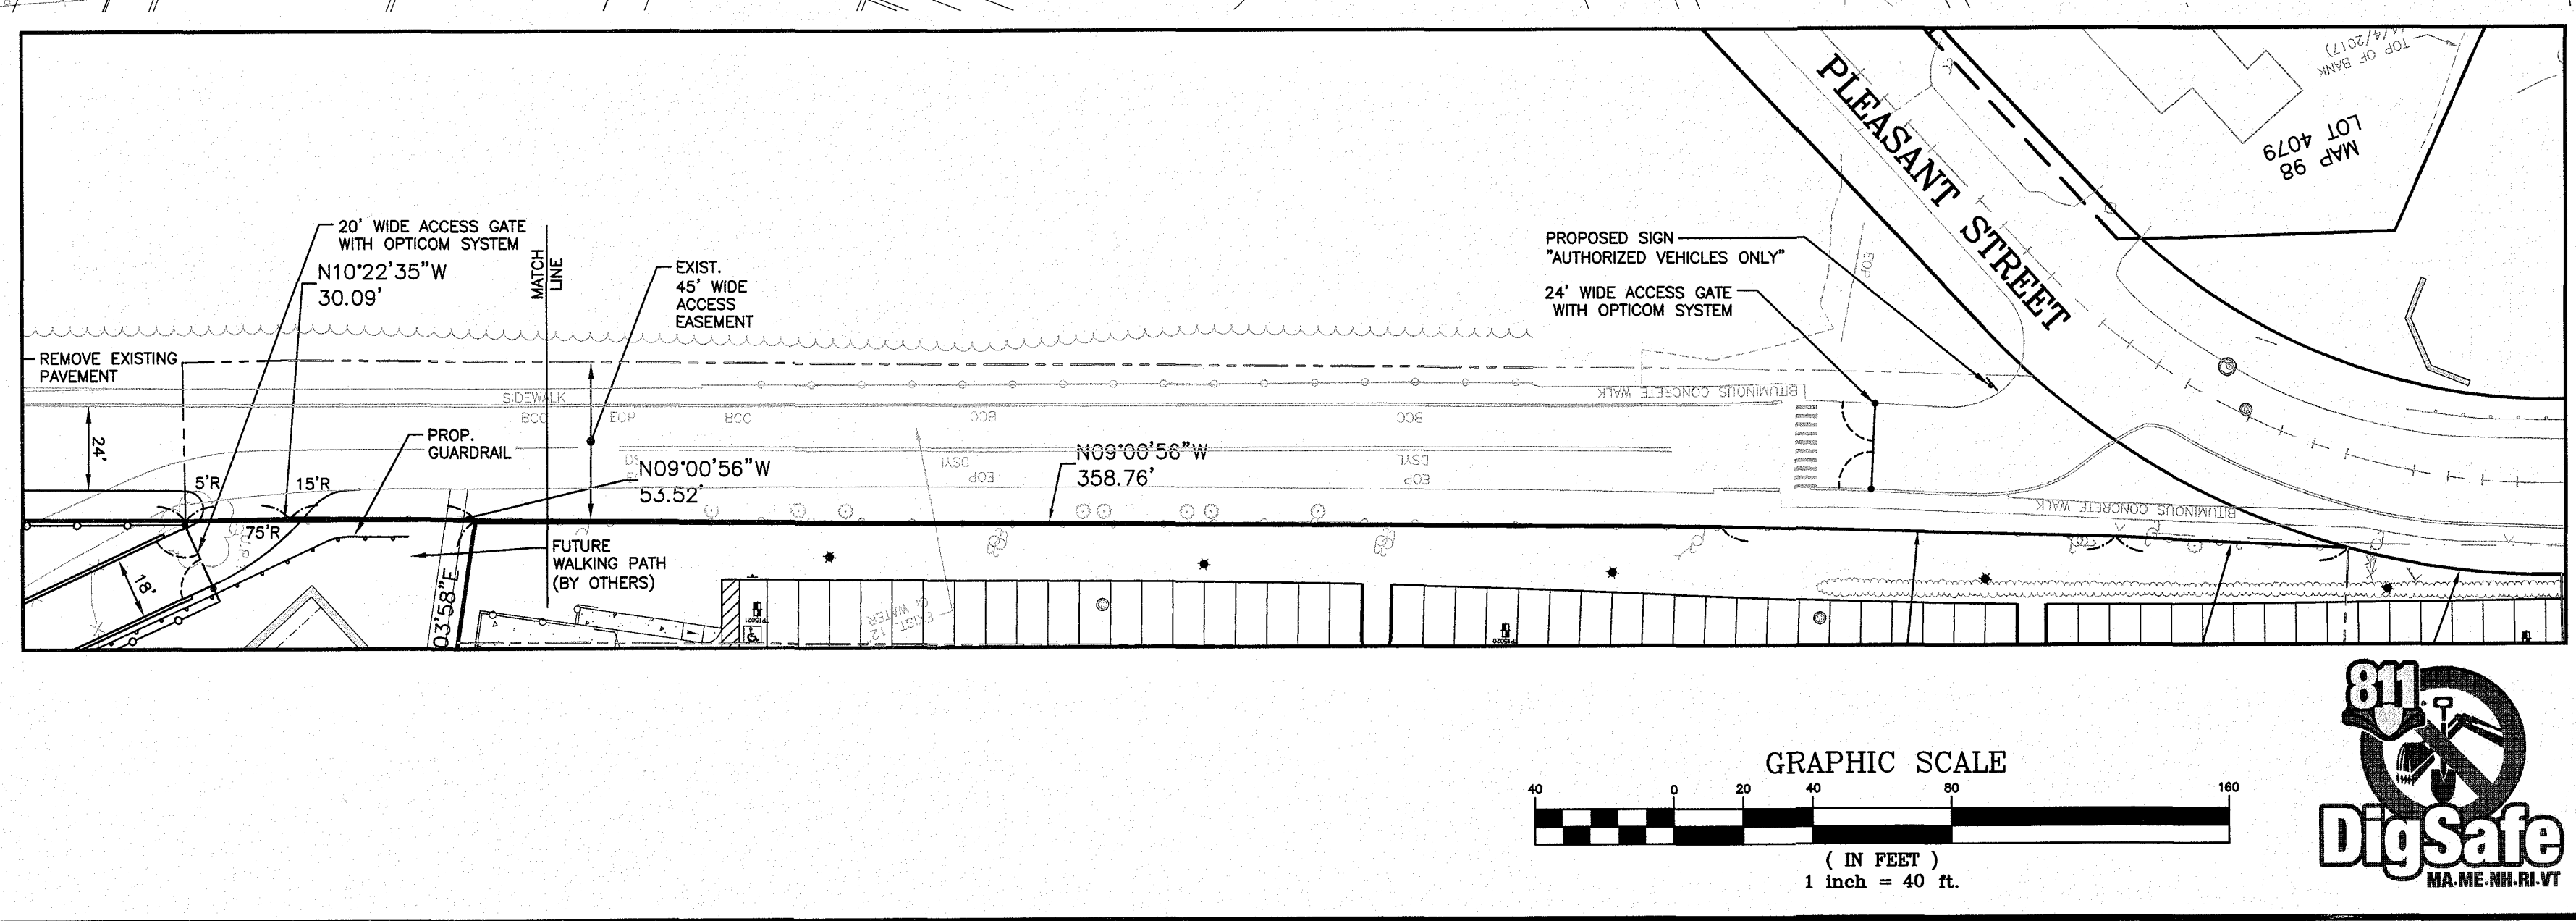 20' WIDE ACCESS GATE
WITH OPTICOM SYSTEM
N10°22'35"W
30.09'
MATCH
LINE
EXIST.
45' WIDE
ACCESS
EASEMENT
PROPOSED SIGN
"AUTHORIZED VEHICLES ONLY"
24' WIDE ACCESS GATE
WITH OPTICOM SYSTEM
EOP
PLEASANT STREET
TOP OF BANK
MAP 98
LOT 4079
REMOVE EXISTING
PAVEMENT
SIDEWALK
BCC
EOP
BCC
BCC
BCC
BITUMINOUS CONCRETE WALK
24'
PROP.
GUARDRAIL
N09°00'56"W
53.52'
N09°00'56"W
358.76'
DSYL
EOP
DSYL
EOP
5'R
15'R
75'R
18'
BITUMINOUS CONCRETE WALK
FUTURE
WALKING PATH
(BY OTHERS)
03'58"E
EXIST. 12
CI WATER
GRAPHIC SCALE
40 0 20 40 80 160
( IN FEET )
1 inch = 40 ft.
811
DigSafe
MA·ME·NH·RI·VT